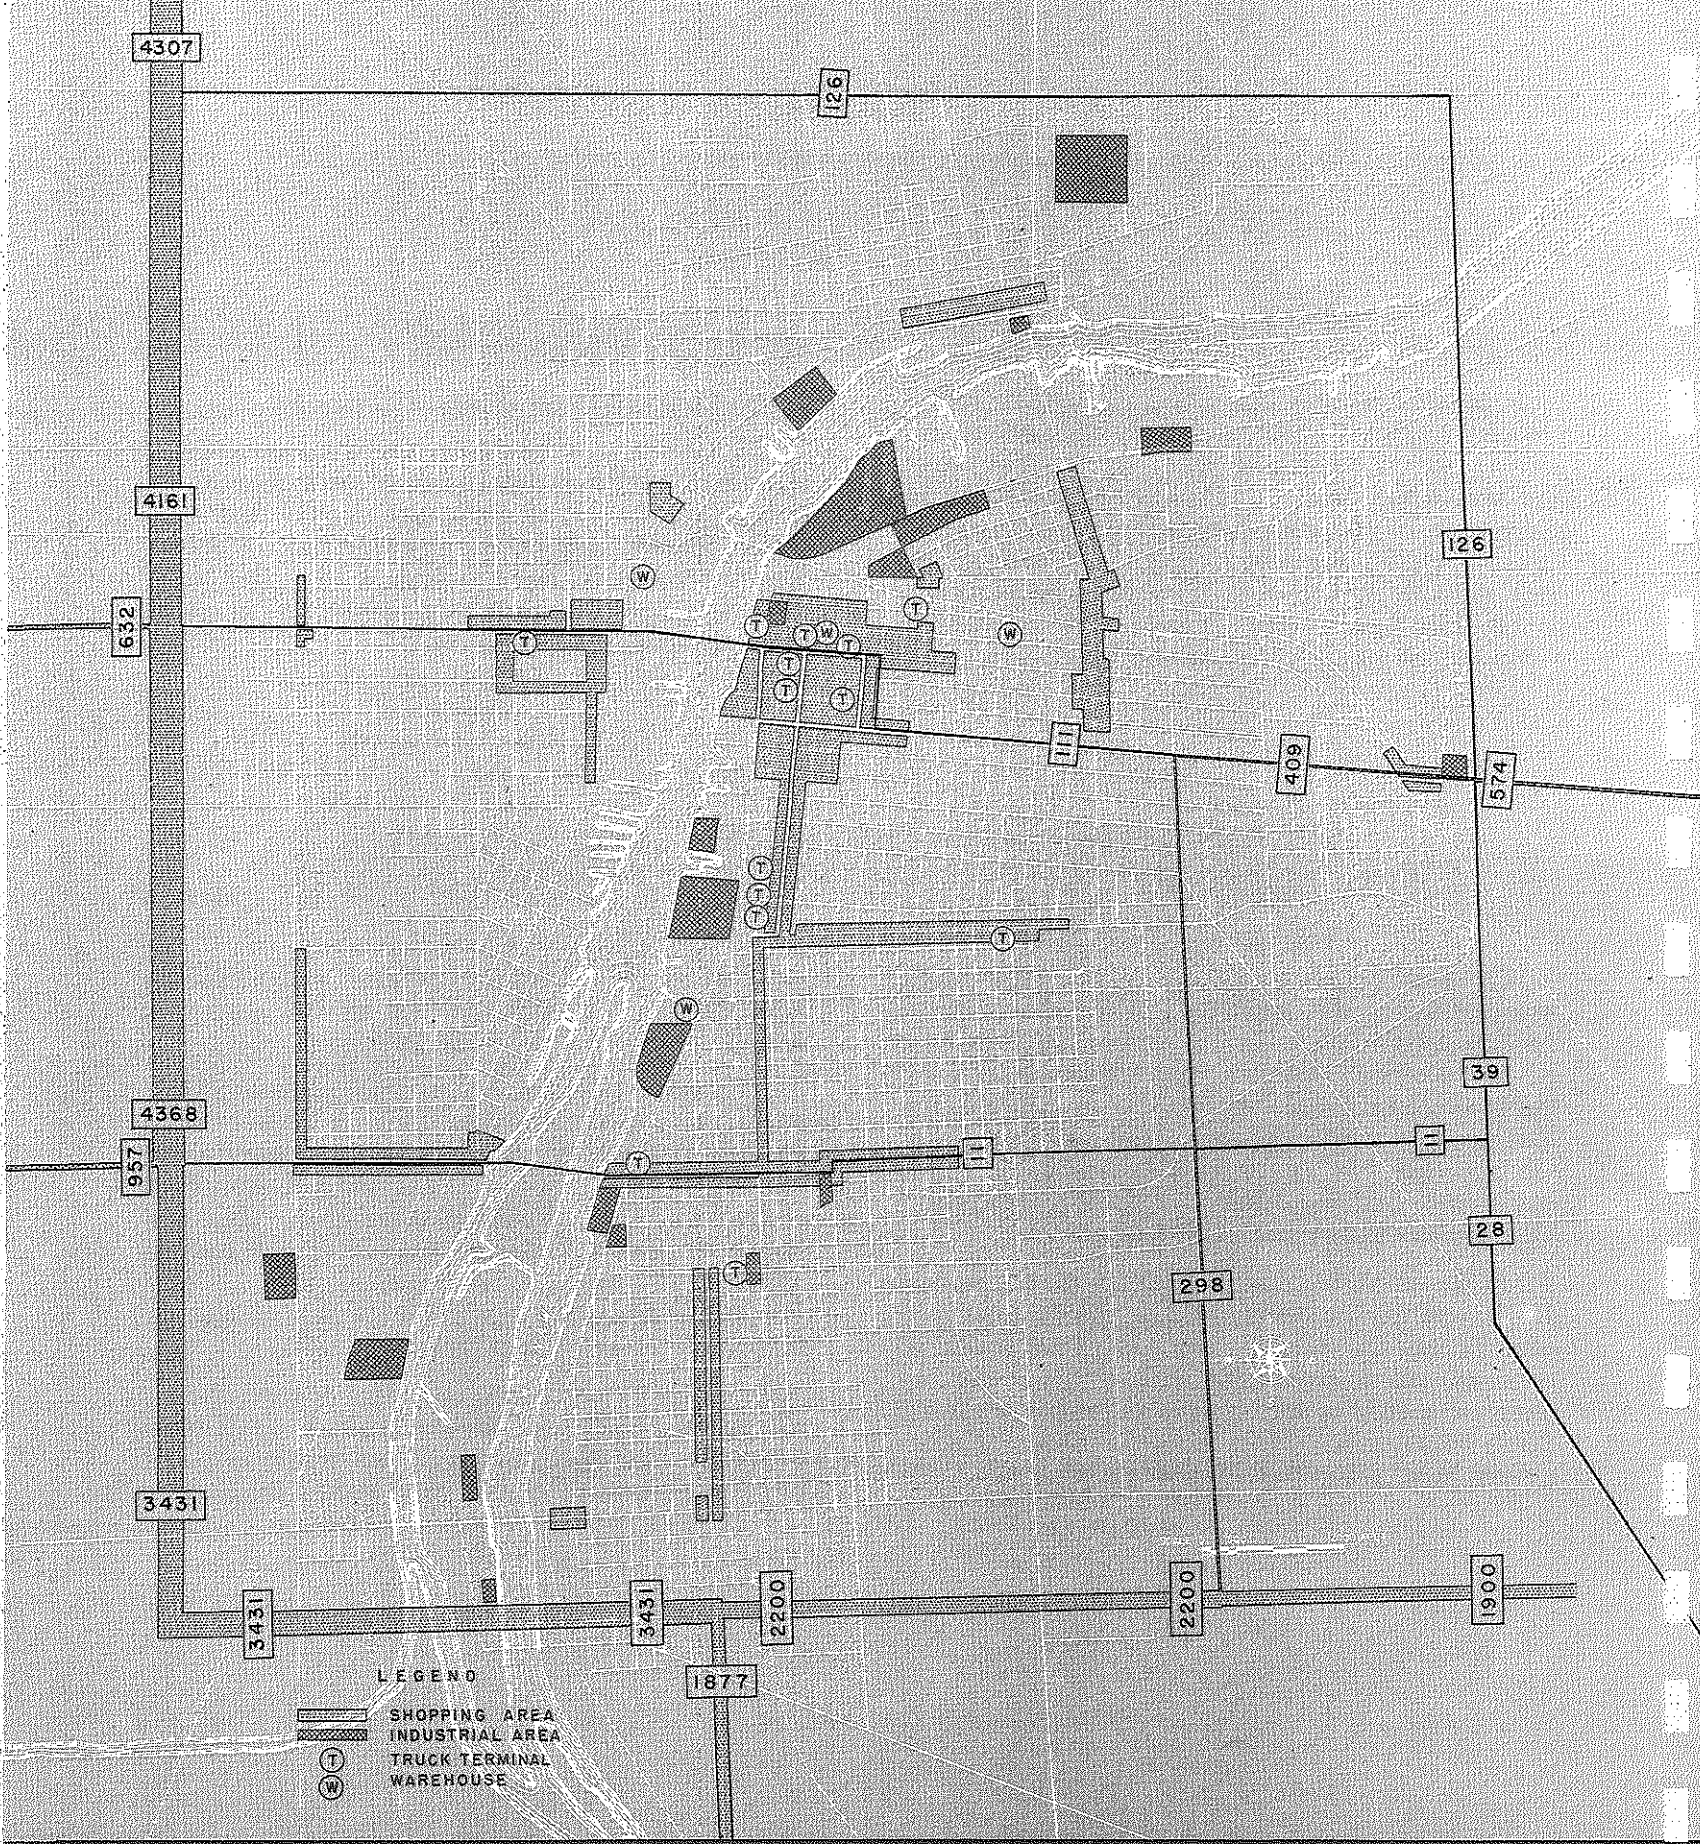 4307
126
4161
126
632
W
T
T
T
W
T
W
T
T
T
T
111
409
574
T
T
T
T
W
39
4368
957
T
11
11
28
T
298
3431
3431
3431
2200
2200
1900
1877
LEGEND
SHOPPING AREA
INDUSTRIAL AREA
T TRUCK TERMINAL
W WAREHOUSE